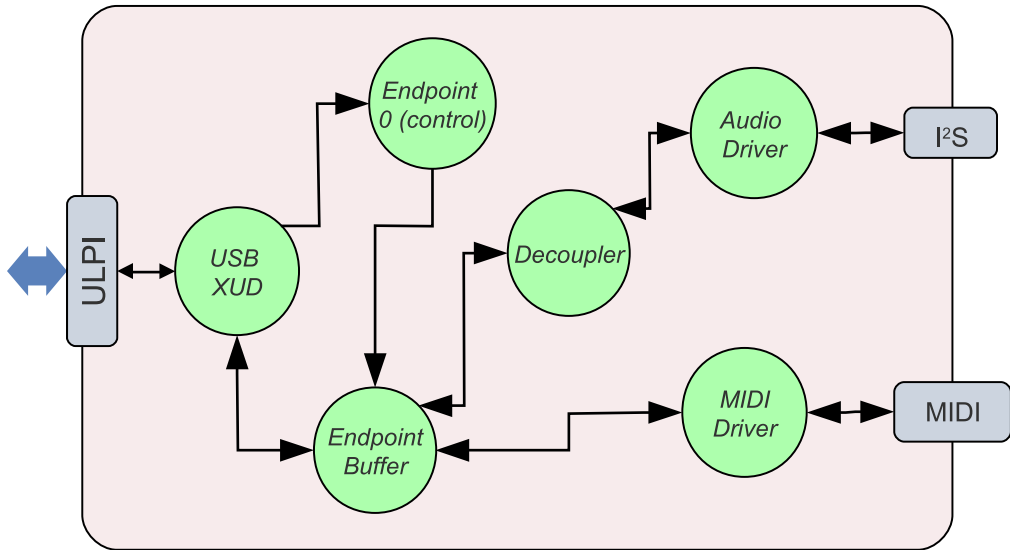 Endpoint
0 (control)
Audio
Driver
I²S
ULPI
USB
XUD
Decoupler
MIDI
Driver
MIDI
Endpoint
Buffer